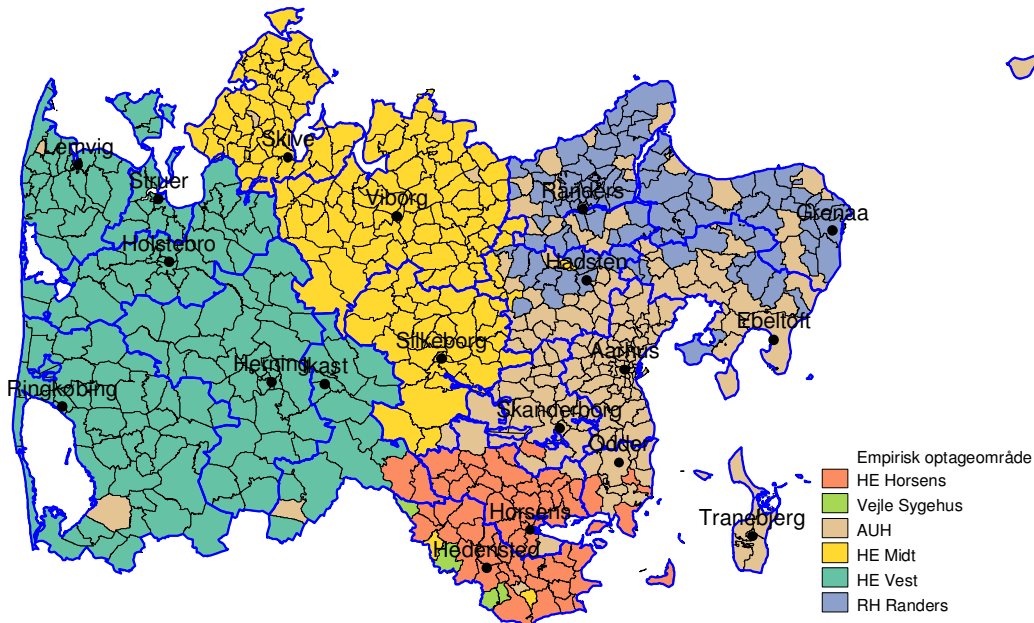 Skive
Lemvig
Struer
Randers
Viborg
Grenaa
Holstebro
Hadsten
Ebeltoft
Silkeborg
Aarhus
Herning
Ikast
Ringkøbing
Skanderborg
Odder
Empirisk optageområde
HE Horsens
Vejle Sygehus
AUH
HE Midt
HE Vest
RH Randers
Horsens
Tranebjerg
Hedensted